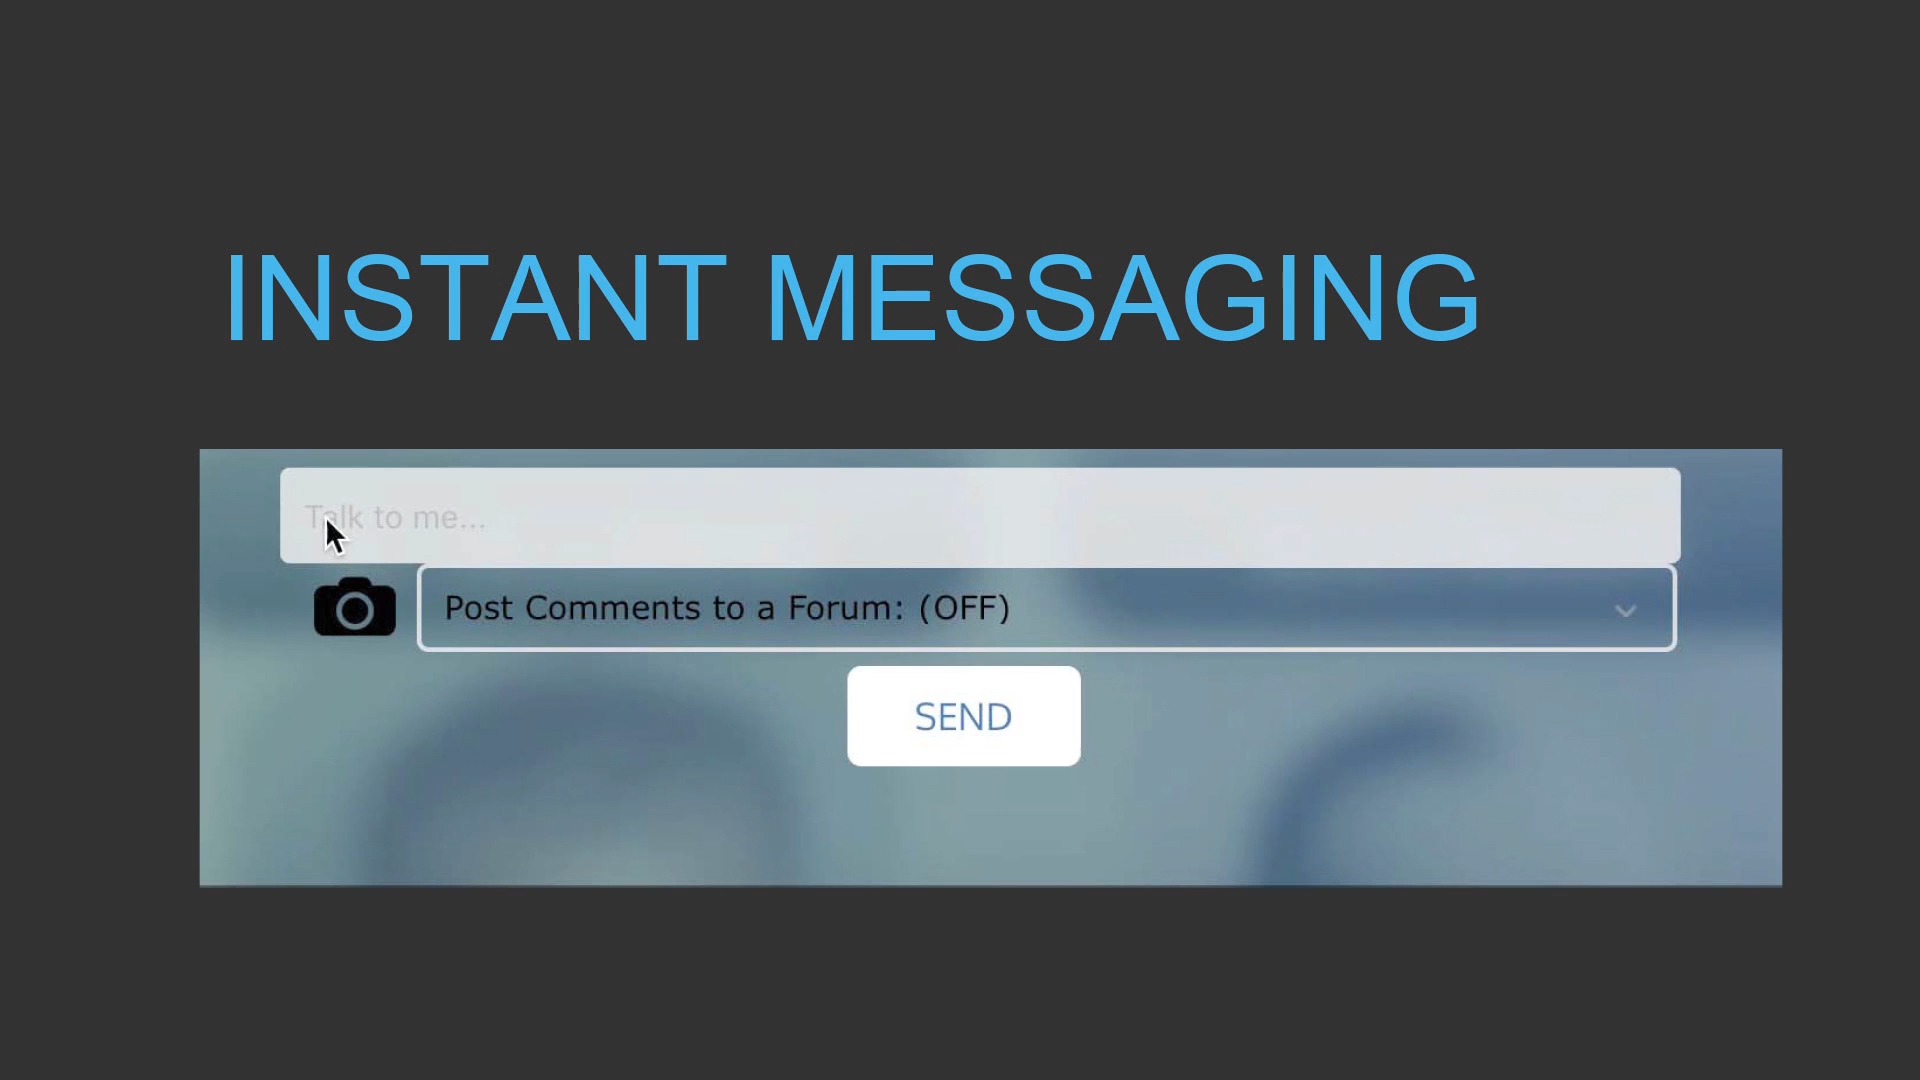 INSTANT MESSAGING
Talk to me...
Post Comments to a Forum: (OFF)
SEND